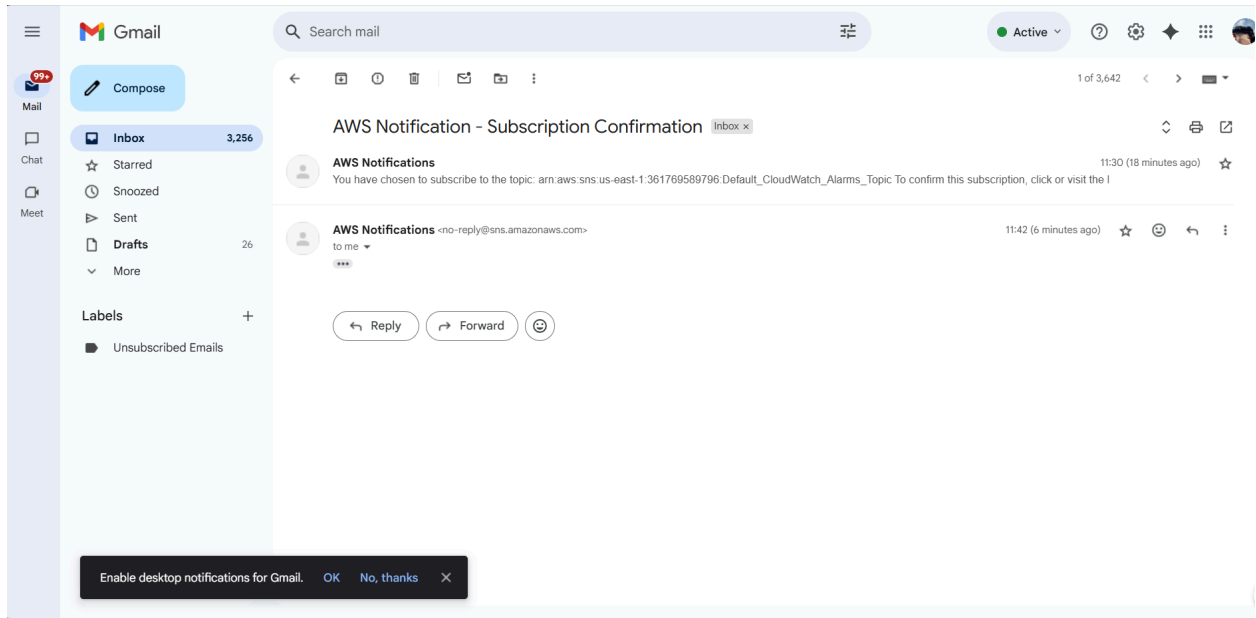 Gmail
Search mail
Active
99+
Mail
Compose
1 of 3,642
Inbox 3,256
AWS Notification - Subscription Confirmation Inbox ×
Chat
Starred
AWS Notifications 11:30 (18 minutes ago)
You have chosen to subscribe to the topic: arn:aws:sns:us-east-1:361769589796:Default_CloudWatch_Alarms_Topic To confirm this subscription, click or visit the l
Snoozed
Meet
Sent
AWS Notifications <no-reply@sns.amazonaws.com> 11:42 (6 minutes ago)
Drafts 26
to me
More
Labels
Reply Forward
Unsubscribed Emails
Enable desktop notifications for Gmail. OK No, thanks